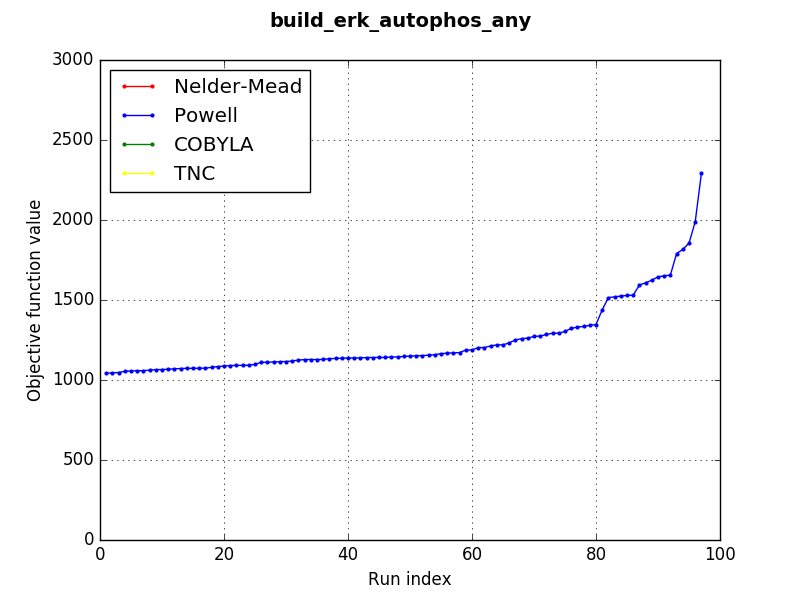 build_erk_autophos_any
3000
2500
2000
1500
1000
500
0
Objective function value
Nelder-Mead
Powell
COBYLA
TNC
0 20 40 60 80 100
Run index